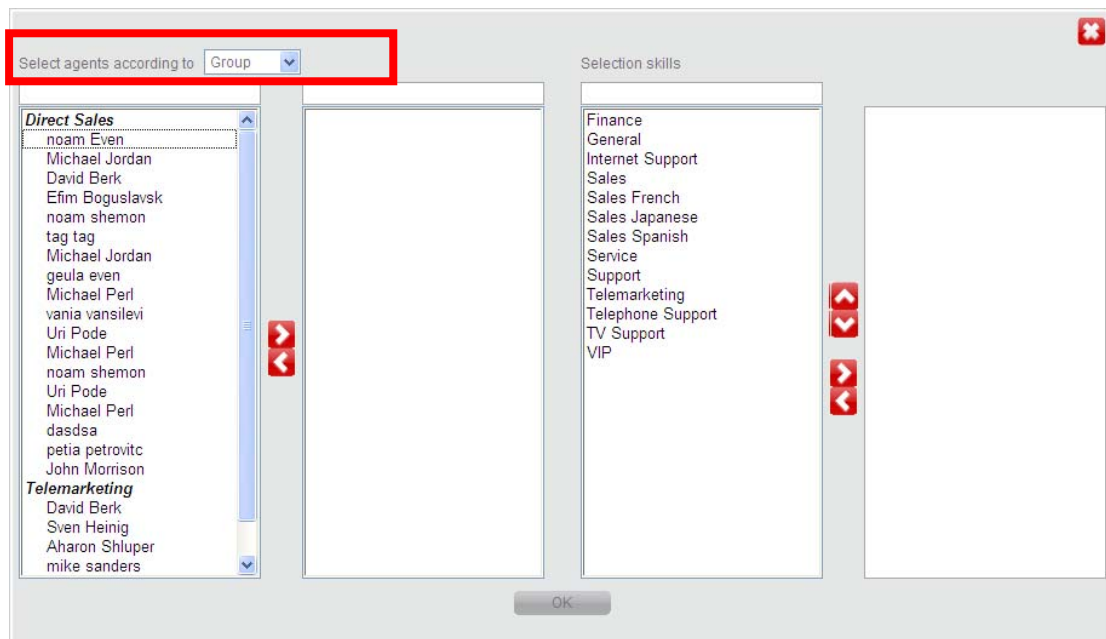 Select agents according to Group
Selection skills
Direct Sales
noam Even
Michael Jordan
David Berk
Efim Boguslavsk
noam shemon
tag tag
Michael Jordan
geula even
Michael Perl
vania vansilevi
Uri Pode
Michael Perl
noam shemon
Uri Pode
Michael Perl
dasdsa
petia petrovitc
John Morrison
Telemarketing
David Berk
Sven Heinig
Aharon Shluper
mike sanders
Finance
General
Internet Support
Sales
Sales French
Sales Japanese
Sales Spanish
Service
Support
Telemarketing
Telephone Support
TV Support
VIP
OK